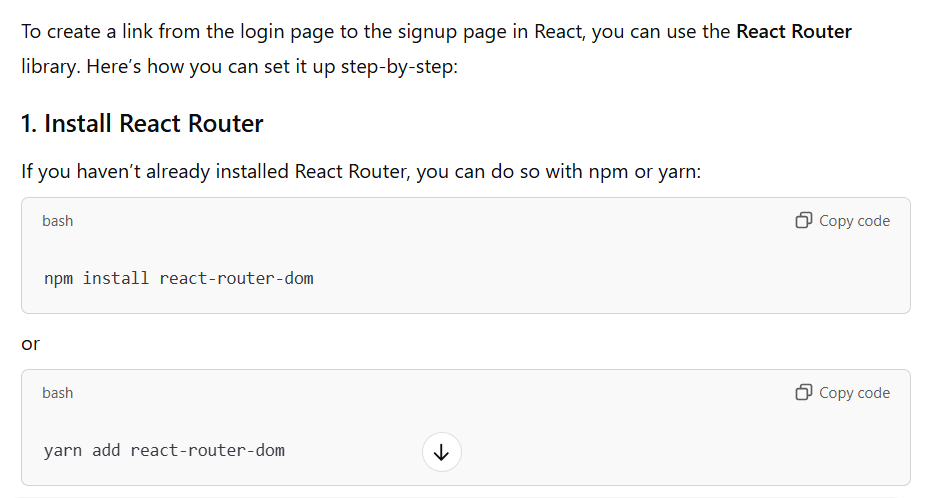 To create a link from the login page to the signup page in React, you can use the React Router
library. Here’s how you can set it up step-by-step:
1. Install React Router
If you haven’t already installed React Router, you can do so with npm or yarn:
bash
Copy code
npm install react-router-dom
or
bash
Copy code
yarn add react-router-dom